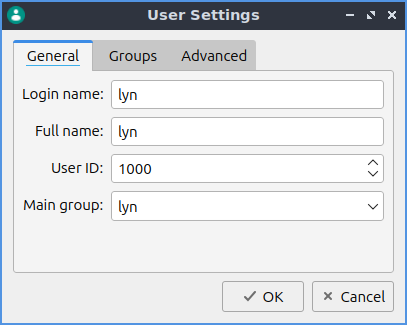 User Settings
General Groups Advanced
Login name: lyn
Full name: lyn
User ID: 1000
Main group: lyn
OK Cancel